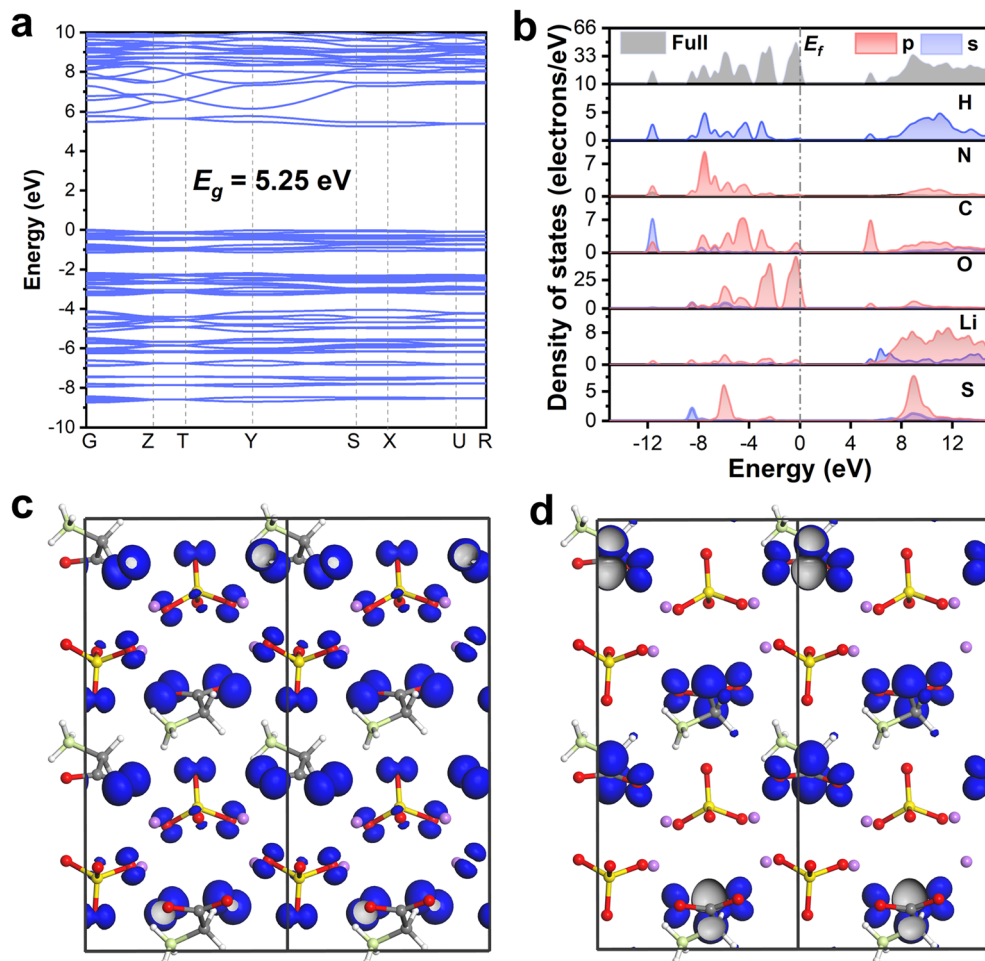 a
10
8
6
4
2
0
-2
-4
-6
-8
-10
Energy (eV)
E_g = 5.25 eV
G Z T Y S X U R
b
Density of states (electrons/eV)
66
33
10
Full
E_f
p
s
5
0
H
7
0
N
7
0
C
25
0
O
8
0
Li
5
0
S
-12 -8 -4 0 4 8 12
Energy (eV)
c
d